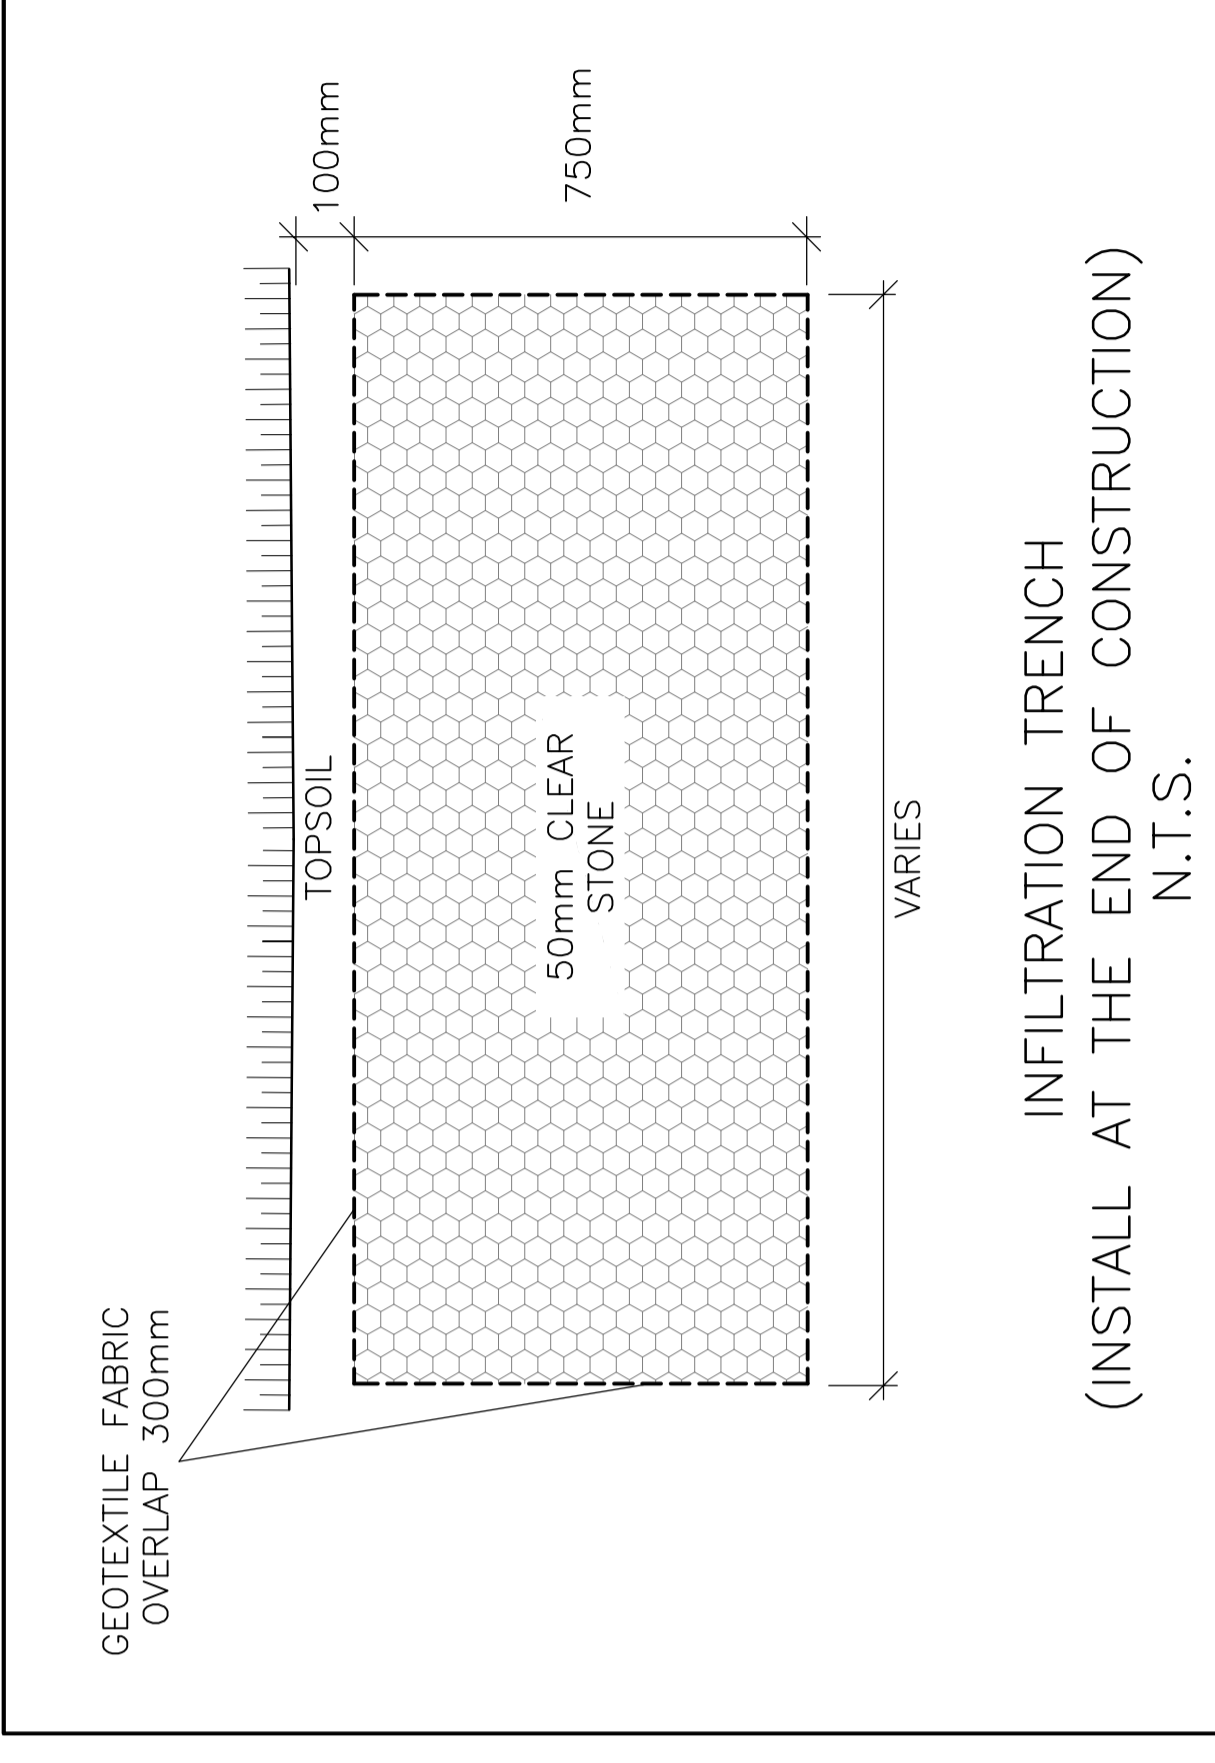 GEOTEXTILE FABRIC
OVERLAP 300mm
TOPSOIL
100mm
50mm CLEAR
STONE
750mm
VARIES
INFILTRATION TRENCH
(INSTALL AT THE END OF CONSTRUCTION)
N.T.S.